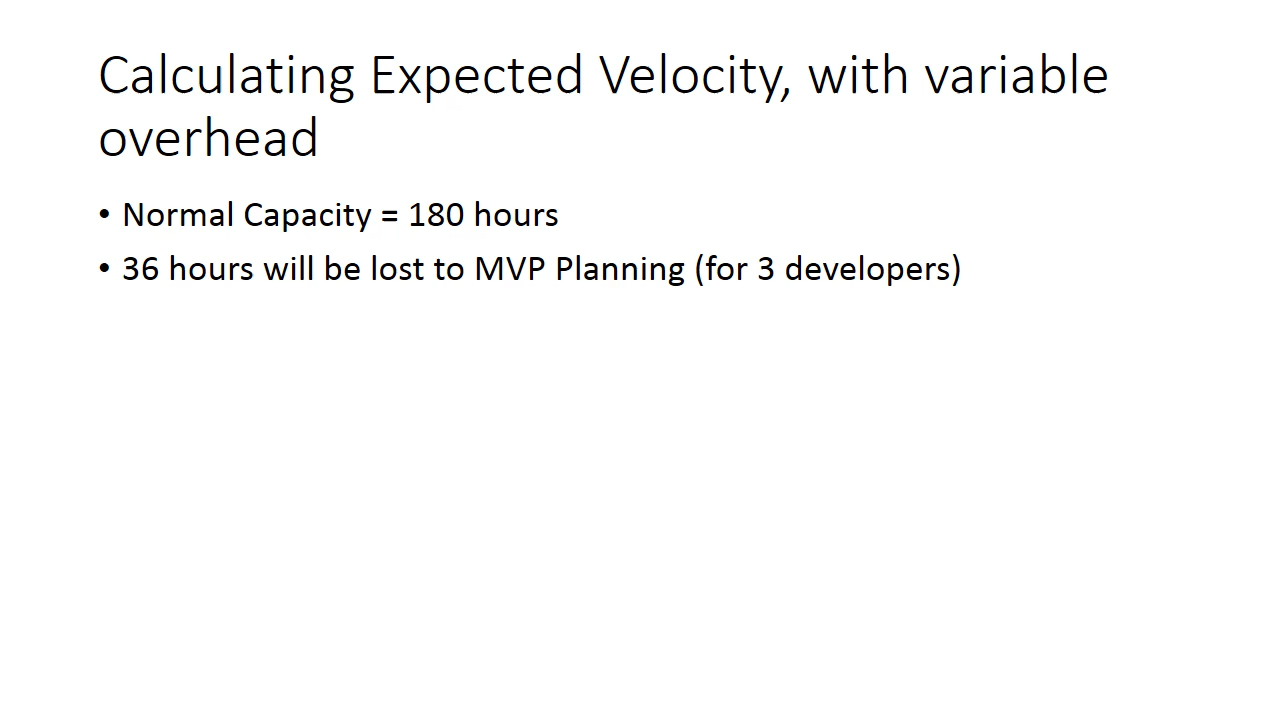 Calculating Expected Velocity, with variable
overhead
• Normal Capacity = 180 hours
• 36 hours will be lost to MVP Planning (for 3 developers)